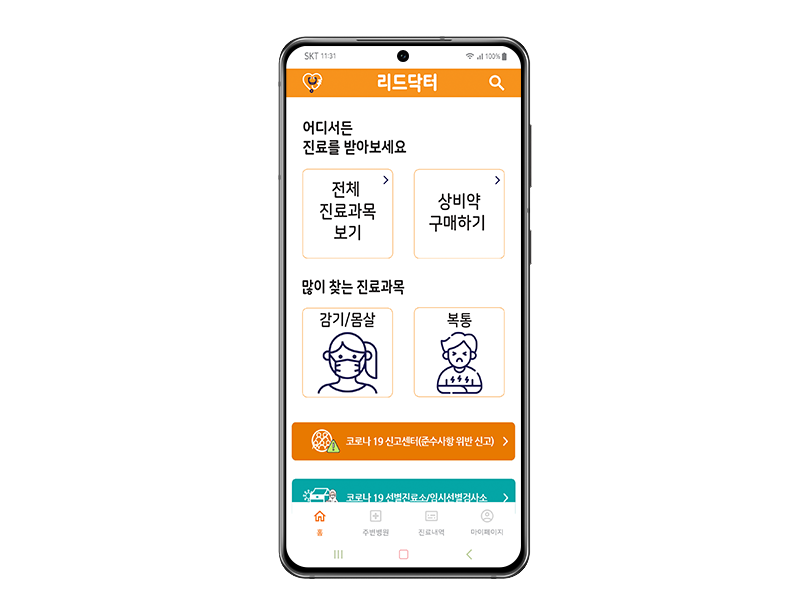 SKT 11:31
100%
리드닥터
어디서든
진료를 받아보세요
전체
진료과목
보기
상비약
구매하기
많이 찾는 진료과목
감기/몸살
복통
코로나 19 신고센터(준수사항 위반 신고)
코로나 19 선별진료소/임시선별검사소
홈
주변병원
진료내역
마이페이지